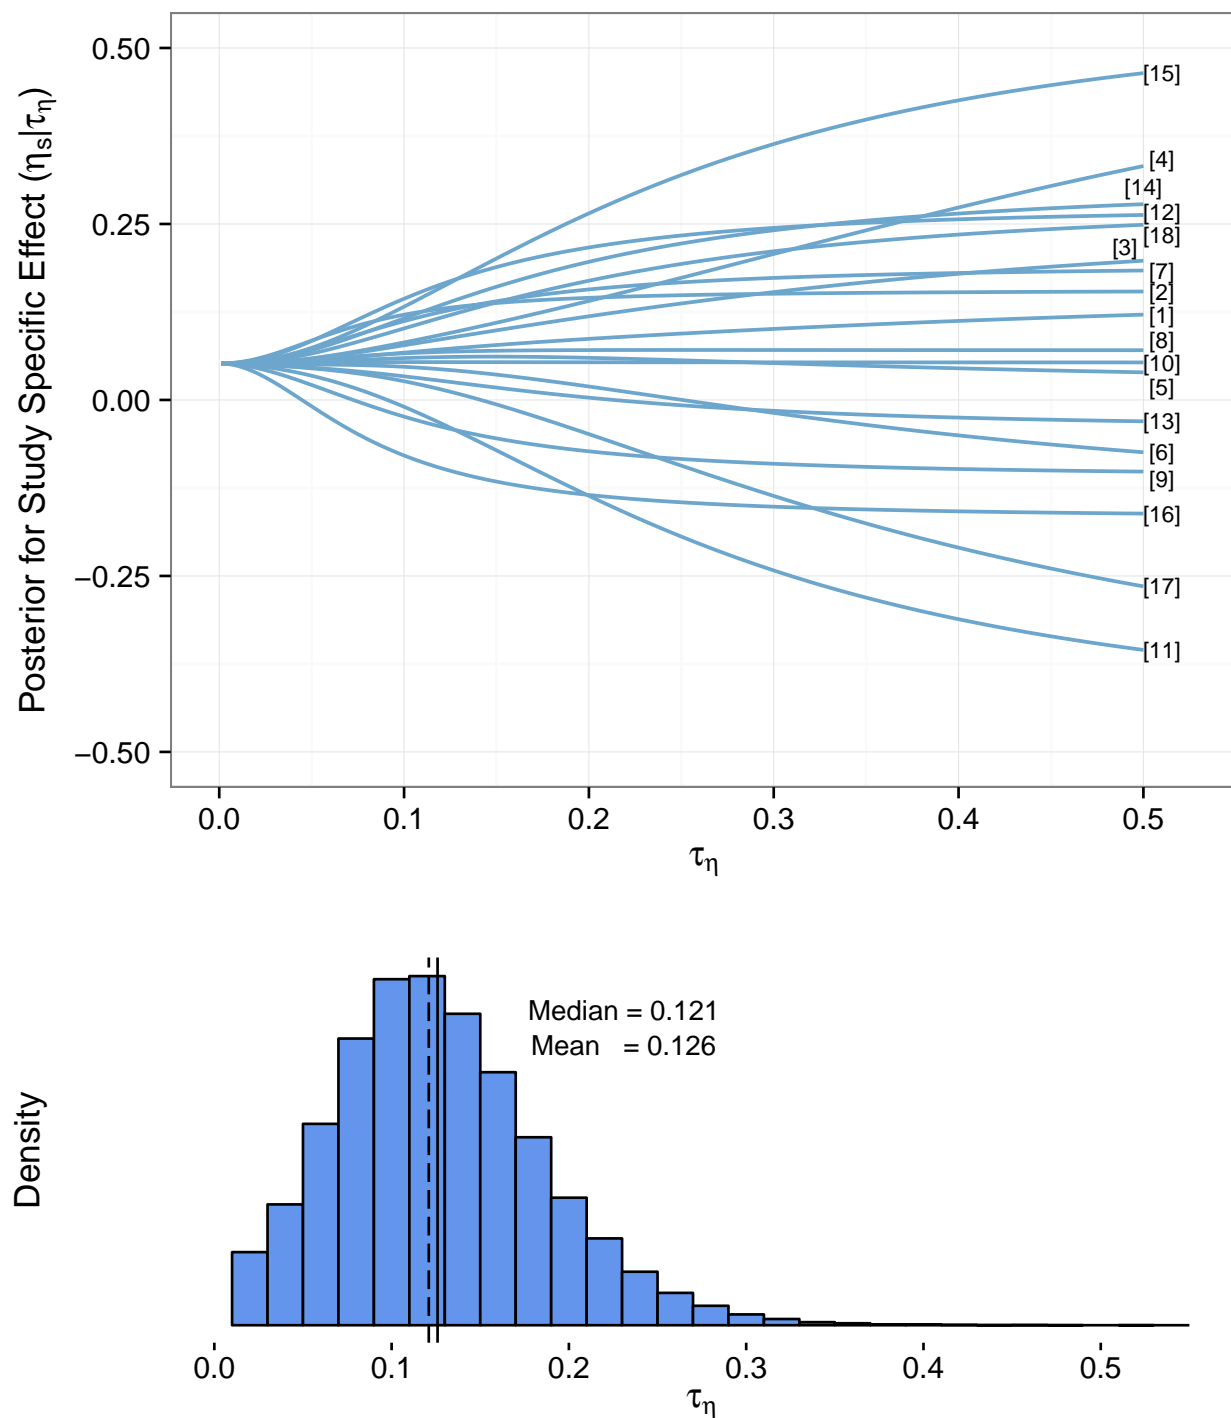 Posterior for Study Specific Effect (ηs|τη)
0.50
0.25
0.00
−0.25
−0.50
[15]
[4]
[14]
[12]
[18]
[3]
[7]
[2]
[1]
[8]
[10]
[5]
[13]
[6]
[9]
[16]
[17]
[11]
0.0 0.1 0.2 0.3 0.4 0.5
τη
Density
Median = 0.121
Mean = 0.126
0.0 0.1 0.2 0.3 0.4 0.5
τη